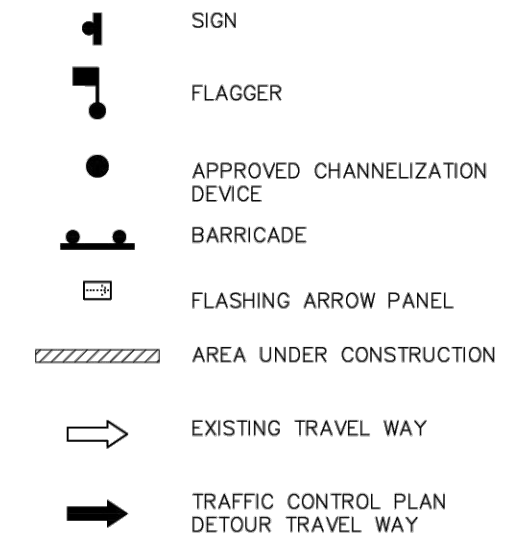 SIGN
FLAGGER
APPROVED CHANNELIZATION
DEVICE
BARRICADE
FLASHING ARROW PANEL
AREA UNDER CONSTRUCTION
EXISTING TRAVEL WAY
TRAFFIC CONTROL PLAN
DETOUR TRAVEL WAY